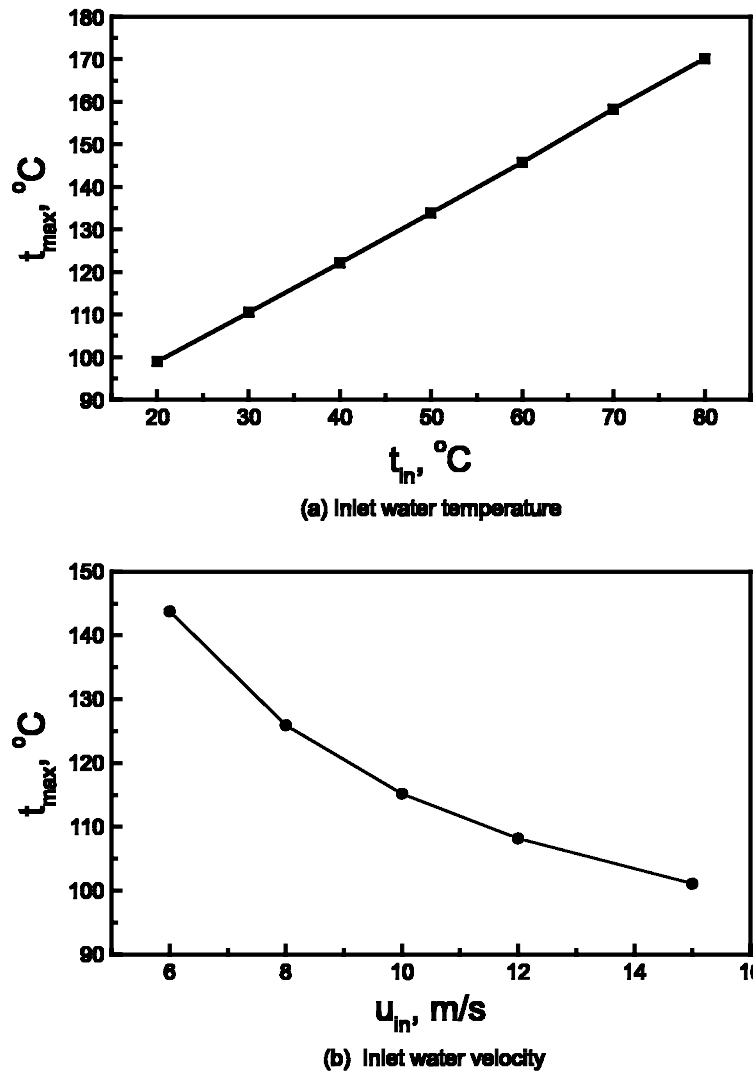 180
170
160
150
140
130
120
110
100
90
t_max, °C
20 30 40 50 60 70 80
t_in, °C
(a) Inlet water temperature
150
140
130
120
110
100
90
t_max, °C
6 8 10 12 14 16
u_in, m/s
(b) Inlet water velocity